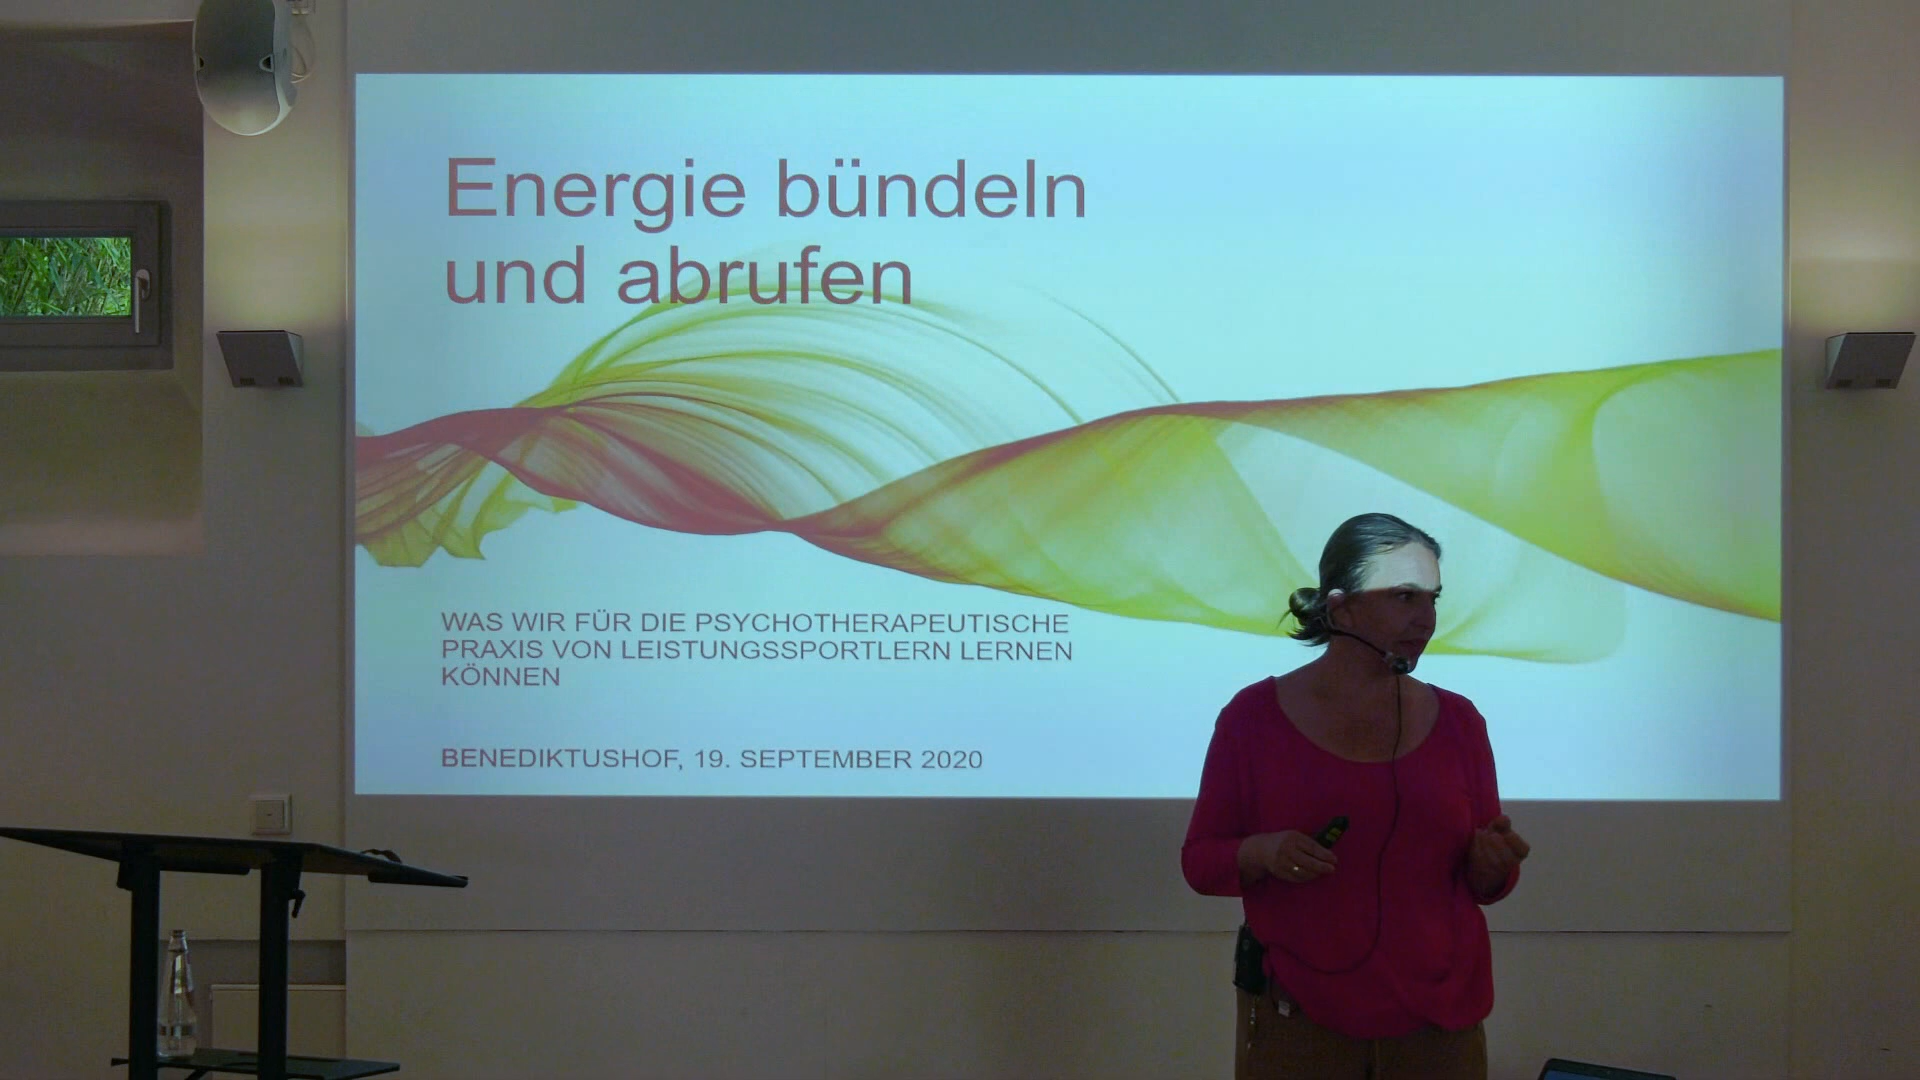 Energie bündeln
und abrufen
WAS WIR FÜR DIE PSYCHOTHERAPEUTISCHE
PRAXIS VON LEISTUNGSSPORTLERN LERNEN
KÖNNEN
BENEDIKTUSHOF, 19. SEPTEMBER 2020